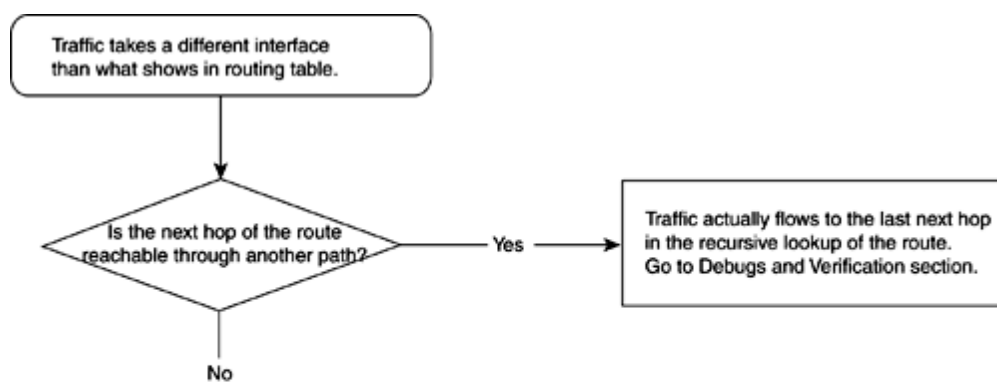 Traffic takes a different interface
than what shows in routing table.
Is the next hop of the route
reachable through another path?
Yes
Traffic actually flows to the last next hop
in the recursive lookup of the route.
Go to Debugs and Verification section.
No